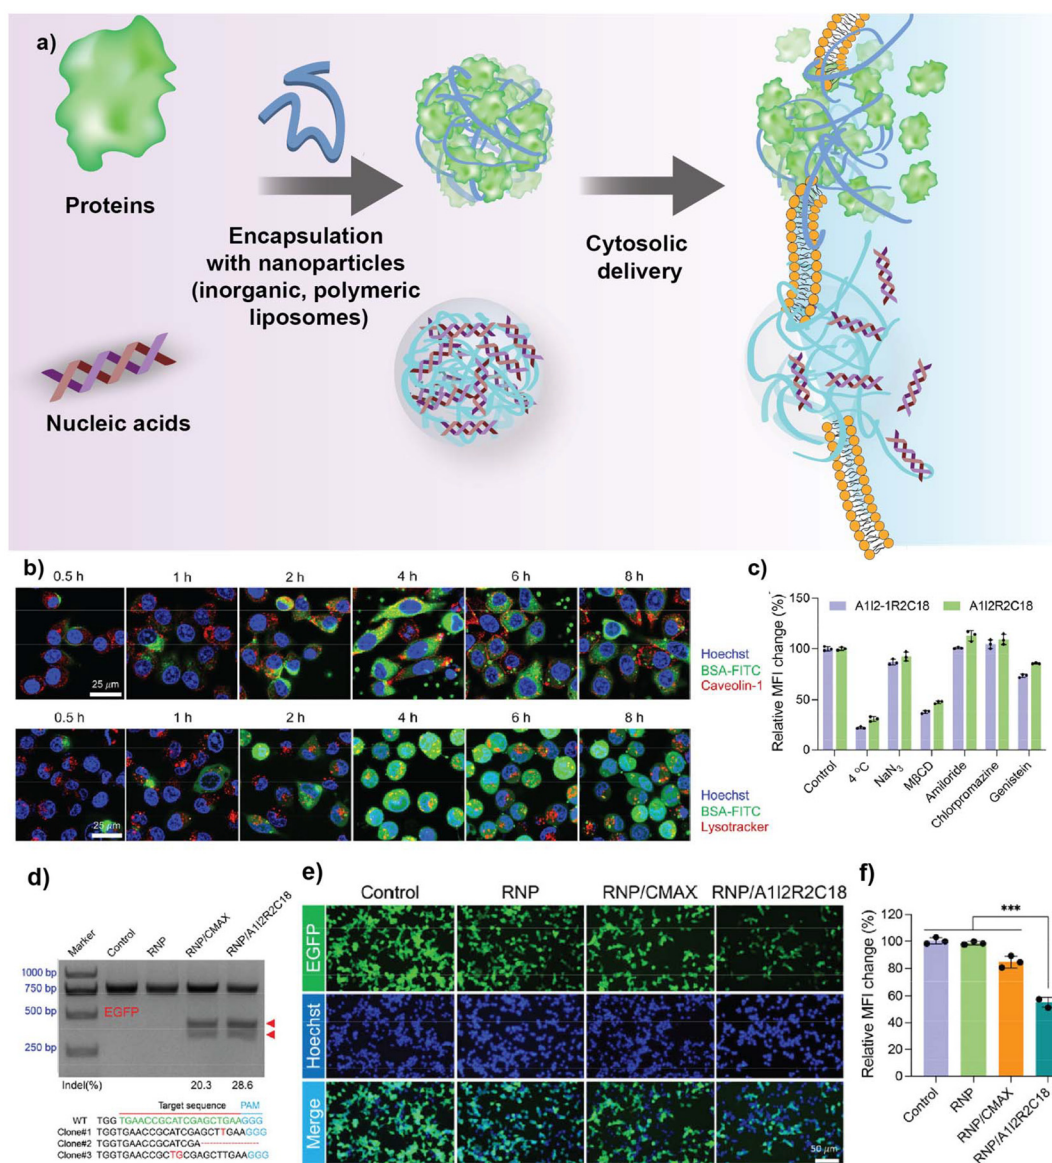 a)
Proteins
Encapsulation
with nanoparticles
(inorganic, polymeric
liposomes)
Cytosolic
delivery
Nucleic acids
b)
0.5 h 1 h 2 h 4 h 6 h 8 h
Hoechst
BSA-FITC
Caveolin-1
25 μm
0.5 h 1 h 2 h 4 h 6 h 8 h
Hoechst
BSA-FITC
Lysotracker
25 μm
c)
A1I2-1R2C18 A1I2R2C18
Relative MFI change (%)
150
100
50
0
Control
4 °C
NaN3
MβCD
Amiloride
Chlorpromazine
Genistein
d)
Marker
Control
RNP
RNP/CMAX
RNP/A1I2R2C18
1000 bp
750 bp
500 bp
EGFP
250 bp
Indel(%) 20.3 28.6
Target sequence PAM
WT TGG TGAACCGCATCGAGCTGAAGGG
Clone#1 TGGTGAACCGCATCGAGCTTGAAGGG
Clone#2 TGGTGAACCGCATCGA----------------
Clone#3 TGGTGAACCGCTGCGAGCTTGAAGGG
e)
Control RNP RNP/CMAX RNP/A1I2R2C18
EGFP
Hoechst
Merge
50 μm
f)
***
Relative MFI change (%)
120
100
80
60
40
20
0
Control
RNP
RNP/CMAX
RNP/A1I2R2C18